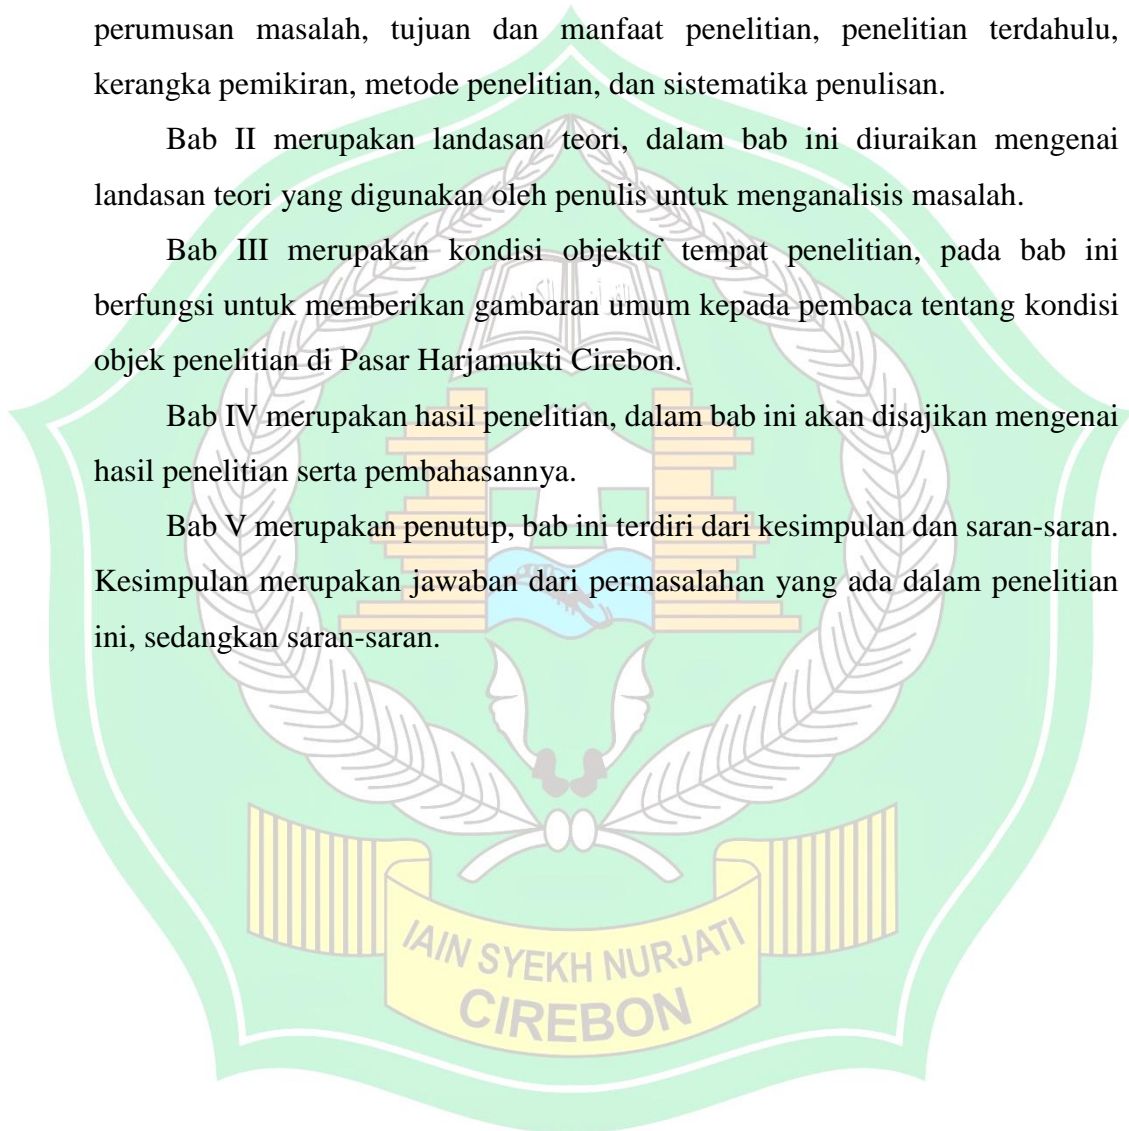 perumusan masalah, tujuan dan manfaat penelitian, penelitian terdahulu,
kerangka pemikiran, metode penelitian, dan sistematika penulisan.
Bab II merupakan landasan teori, dalam bab ini diuraikan mengenai
landasan teori yang digunakan oleh penulis untuk menganalisis masalah.
Bab III merupakan kondisi objektif tempat penelitian, pada bab ini
berfungsi untuk memberikan gambaran umum kepada pembaca tentang kondisi
objek penelitian di Pasar Harjamukti Cirebon.
Bab IV merupakan hasil penelitian, dalam bab ini akan disajikan mengenai
hasil penelitian serta pembahasannya.
Bab V merupakan penutup, bab ini terdiri dari kesimpulan dan saran-saran.
Kesimpulan merupakan jawaban dari permasalahan yang ada dalam penelitian
ini, sedangkan saran-saran.
IAIN SYEKH NURJATI
CIREBON